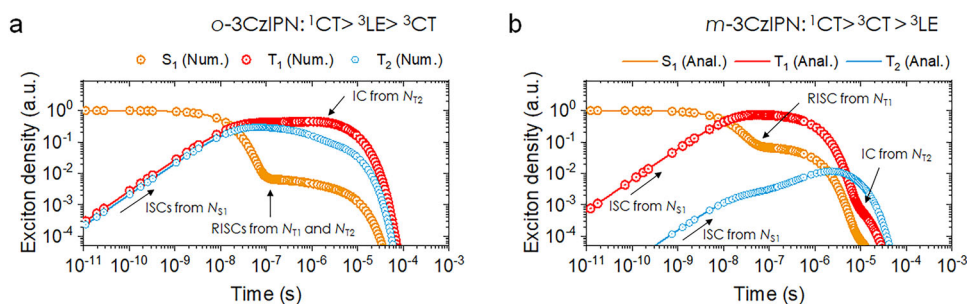 a
o-3CzIPN: ¹CT> ³LE> ³CT
S₁ (Num.) T₁ (Num.) T₂ (Num.)
Exciton density (a.u.)
10⁰
10⁻¹
10⁻²
10⁻³
10⁻⁴
IC from N_T2
ISCs from N_S1
RISCs from N_T1 and N_T2
10⁻¹¹ 10⁻¹⁰ 10⁻⁹ 10⁻⁸ 10⁻⁷ 10⁻⁶ 10⁻⁵ 10⁻⁴ 10⁻³
Time (s)
b
m-3CzIPN: ¹CT> ³CT > ³LE
S₁ (Anal.) T₁ (Anal.) T₂ (Anal.)
Exciton density (a.u.)
10⁰
10⁻¹
10⁻²
10⁻³
10⁻⁴
RISC from N_T1
IC from N_T2
ISC from N_S1
ISC from N_S1
10⁻¹¹ 10⁻¹⁰ 10⁻⁹ 10⁻⁸ 10⁻⁷ 10⁻⁶ 10⁻⁵ 10⁻⁴ 10⁻³
Time (s)